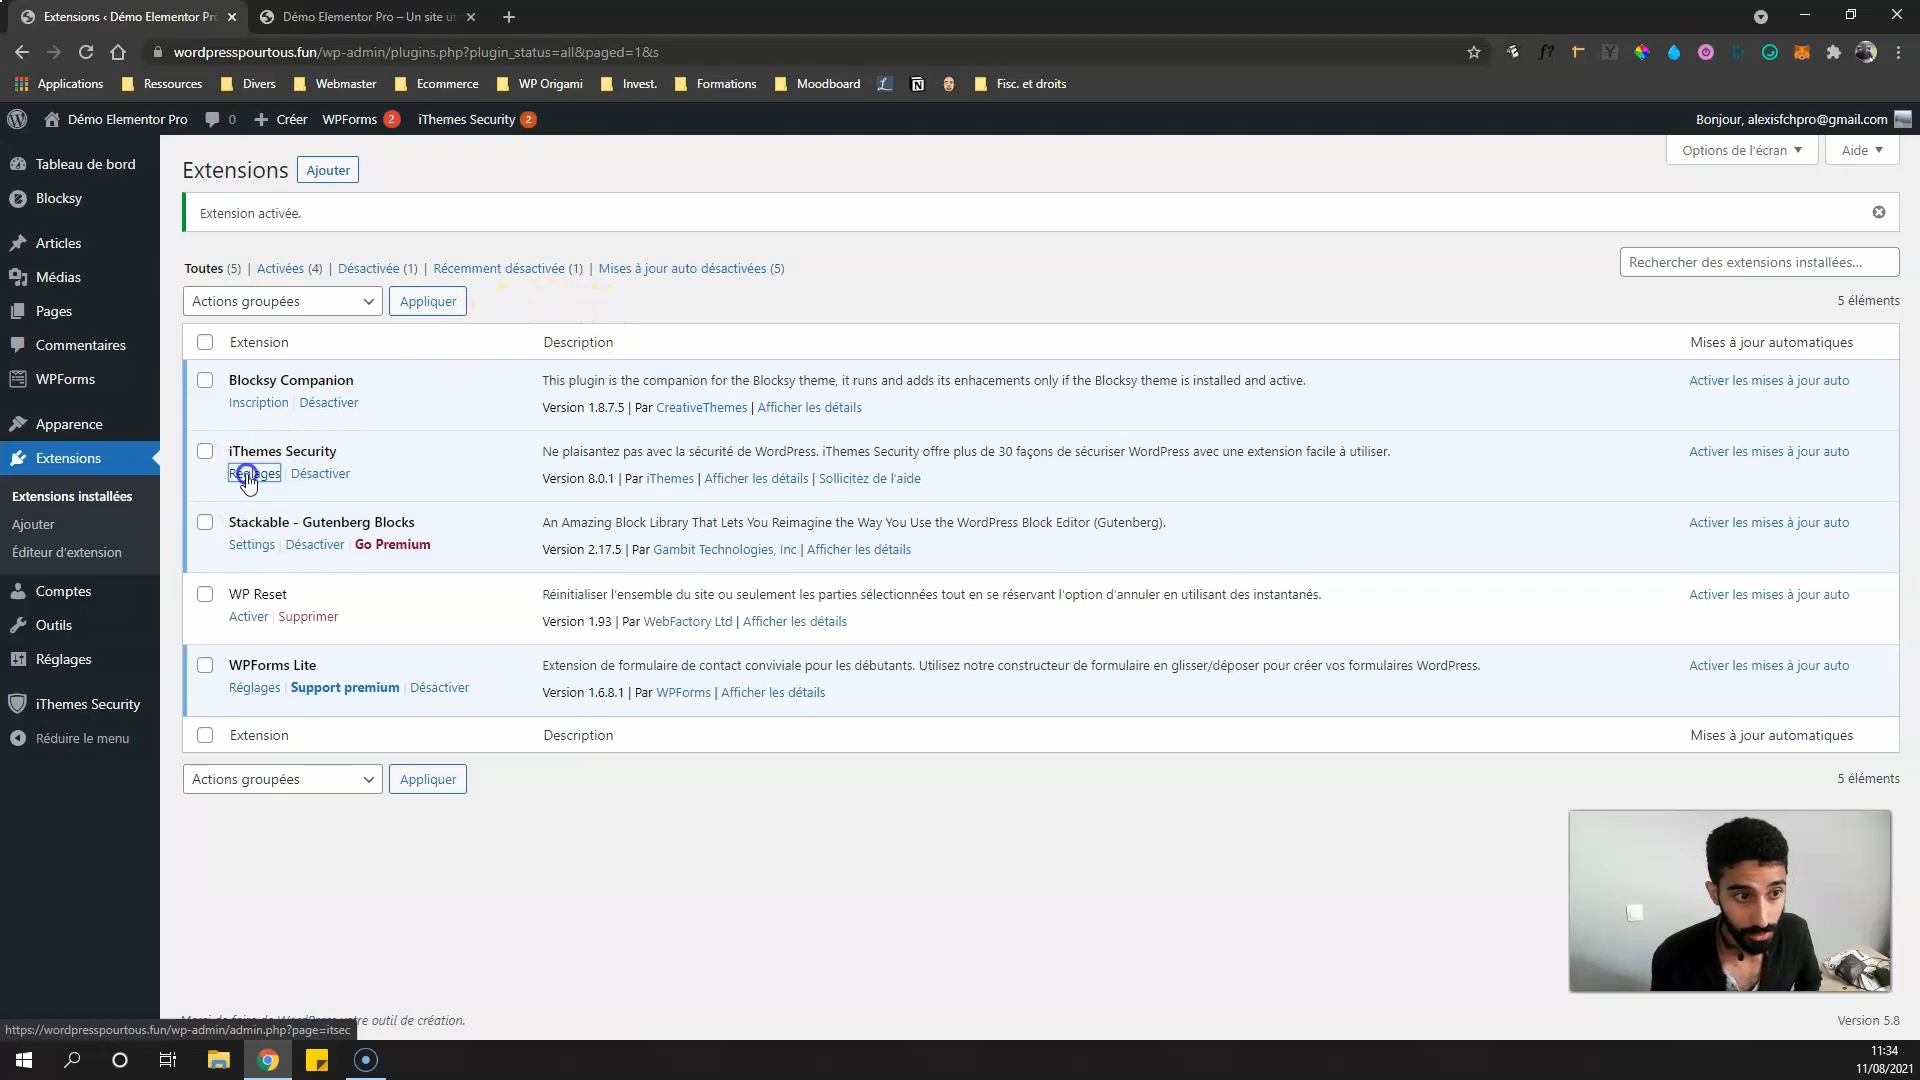 Extensions ‹ Démo Elementor Pr
Démo Elementor Pro – Un site ut
wordpresspourtous.fun/wp-admin/plugins.php?plugin_status=all&paged=1&s
Applications
Ressources
Divers
Webmaster
Ecommerce
WP Origami
Invest.
Formations
Moodboard
Fisc. et droits
Démo Elementor Pro
0
Créer
WPForms 2
iThemes Security 2
Bonjour, alexisfchpro@gmail.com
Tableau de bord
Blocksy
Articles
Médias
Pages
Commentaires
WPForms
Apparence
Extensions
Extensions installées
Ajouter
Éditeur d'extension
Comptes
Outils
Réglages
iThemes Security
Réduire le menu
Options de l'écran
Aide
Extensions
Ajouter
Extension activée.
Toutes (5) | Activées (4) | Désactivée (1) | Récemment désactivée (1) | Mises à jour auto désactivées (5)
Rechercher des extensions installées...
Actions groupées
Appliquer
5 éléments
Extension
Description
Mises à jour automatiques
Blocksy Companion
Inscription | Désactiver
This plugin is the companion for the Blocksy theme, it runs and adds its enhacements only if the Blocksy theme is installed and active.
Version 1.8.7.5 | Par CreativeThemes | Afficher les détails
Activer les mises à jour auto
iThemes Security
Réglages | Désactiver
Ne plaisantez pas avec la sécurité de WordPress. iThemes Security offre plus de 30 façons de sécuriser WordPress avec une extension facile à utiliser.
Version 8.0.1 | Par iThemes | Afficher les détails | Sollicitez de l'aide
Activer les mises à jour auto
Stackable - Gutenberg Blocks
Settings | Désactiver | Go Premium
An Amazing Block Library That Lets You Reimagine the Way You Use the WordPress Block Editor (Gutenberg).
Version 2.17.5 | Par Gambit Technologies, Inc | Afficher les détails
Activer les mises à jour auto
WP Reset
Activer | Supprimer
Réinitialiser l'ensemble du site ou seulement les parties sélectionnées tout en se réservant l'option d'annuler en utilisant des instantanés.
Version 1.93 | Par WebFactory Ltd | Afficher les détails
Activer les mises à jour auto
WPForms Lite
Réglages | Support premium | Désactiver
Extension de formulaire de contact conviviale pour les débutants. Utilisez notre constructeur de formulaire en glisser/déposer pour créer vos formulaires WordPress.
Version 1.6.8.1 | Par WPForms | Afficher les détails
Activer les mises à jour auto
Extension
Description
Mises à jour automatiques
Actions groupées
Appliquer
5 éléments
Merci de faire de WordPress votre outil de création.
Version 5.8
https://wordpresspourtous.fun/wp-admin/admin.php?page=itsec
11:34
11/08/2021